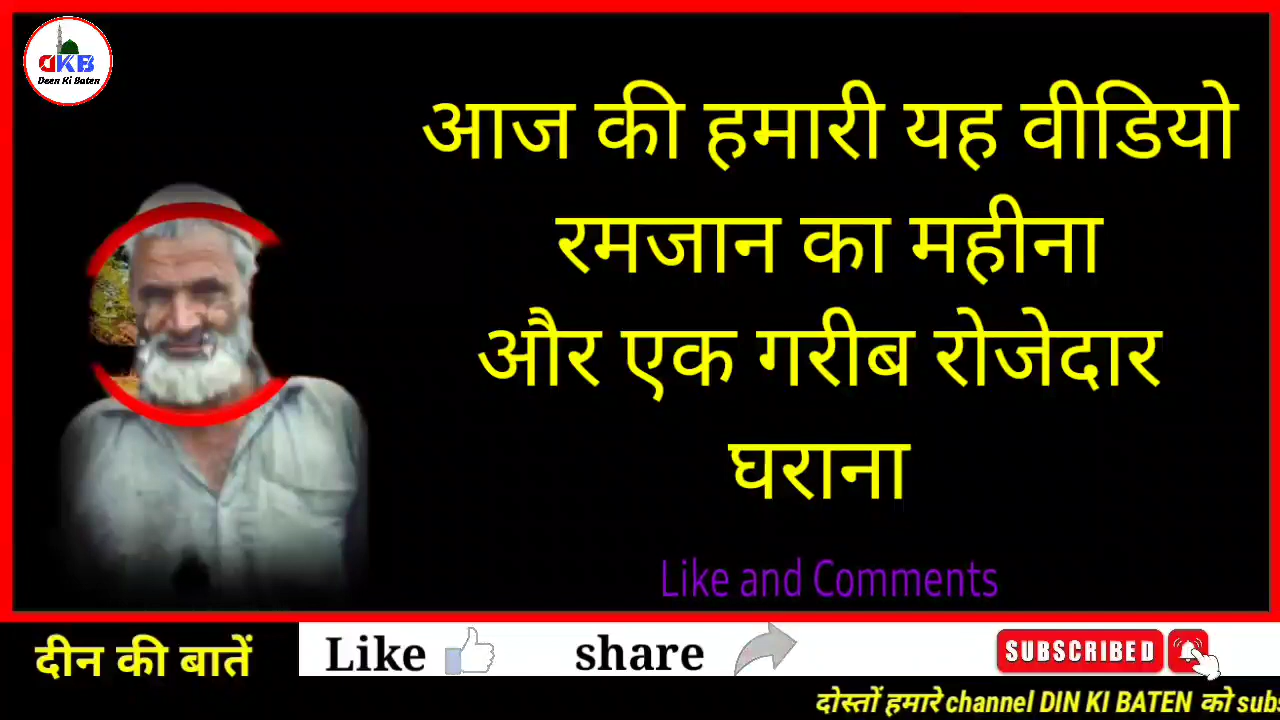 DKB
Deen Ki Baten
आज की हमारी यह वीडियो
रमजान का महीना
और एक गरीब रोजेदार
घराना
Like and Comments
दीन की बातें
Like
share
SUBSCRIBED
दोस्तों हमारे channel DIN KI BATEN को subs